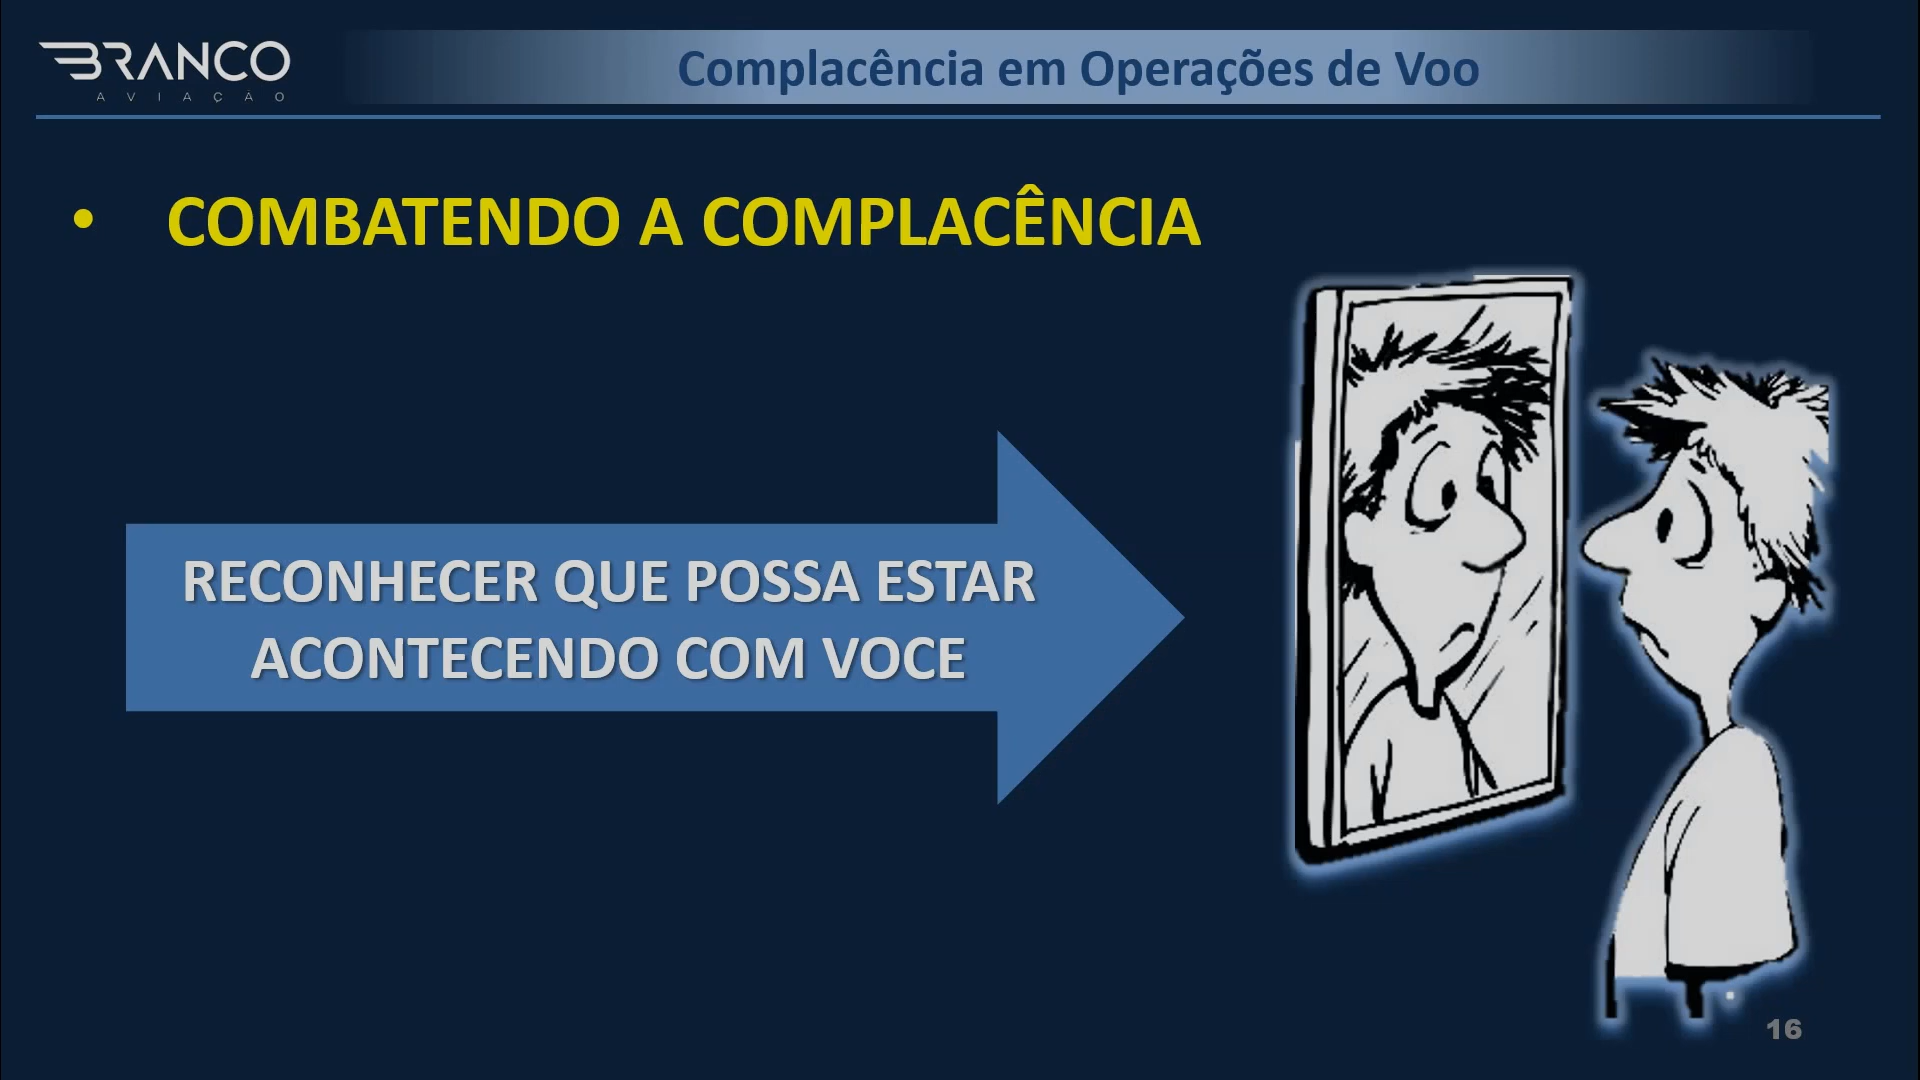 BRANCO
AVIAÇÃO
Complacência em Operações de Voo
• COMBATENDO A COMPLACÊNCIA
RECONHECER QUE POSSA ESTAR
ACONTECENDO COM VOCE
16